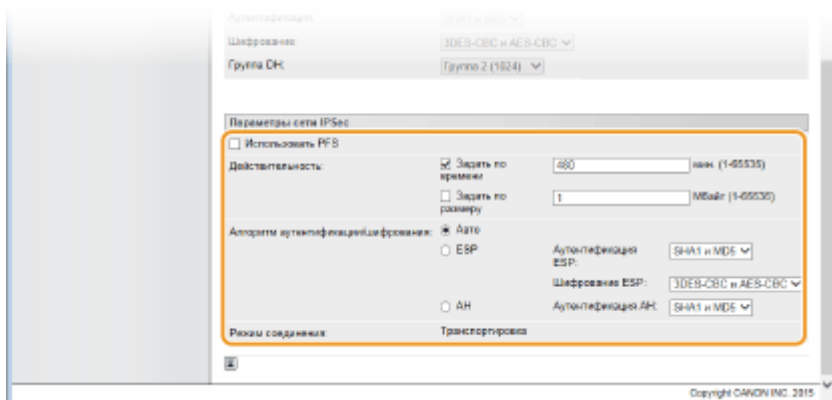 Аутентификация: SHA1 и MD5
Шифрование: 3DES-CBC и AES-CBC
Группа DH: Группа 2 (1024)
Параметры сети IPSec
Использовать PFS
Действительность: Задать по времени 480 мин. (1-65535)
Задать по размеру 1 Мбайт (1-65535)
Алгоритм аутентификации/шифрования: Авто
ESP Аутентификация ESP: SHA1 и MD5
Шифрование ESP: 3DES-CBC и AES-CBC
AH Аутентификация AH: SHA1 и MD5
Режим соединения: Транспортировка
Copyright CANON INC. 2015